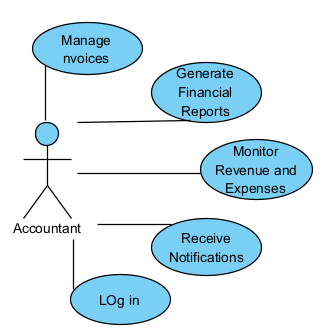 Manage
nvoices
Generate
Financial
Reports
Monitor
Revenue and
Expenses
Accountant
Receive
Notifications
LOg in